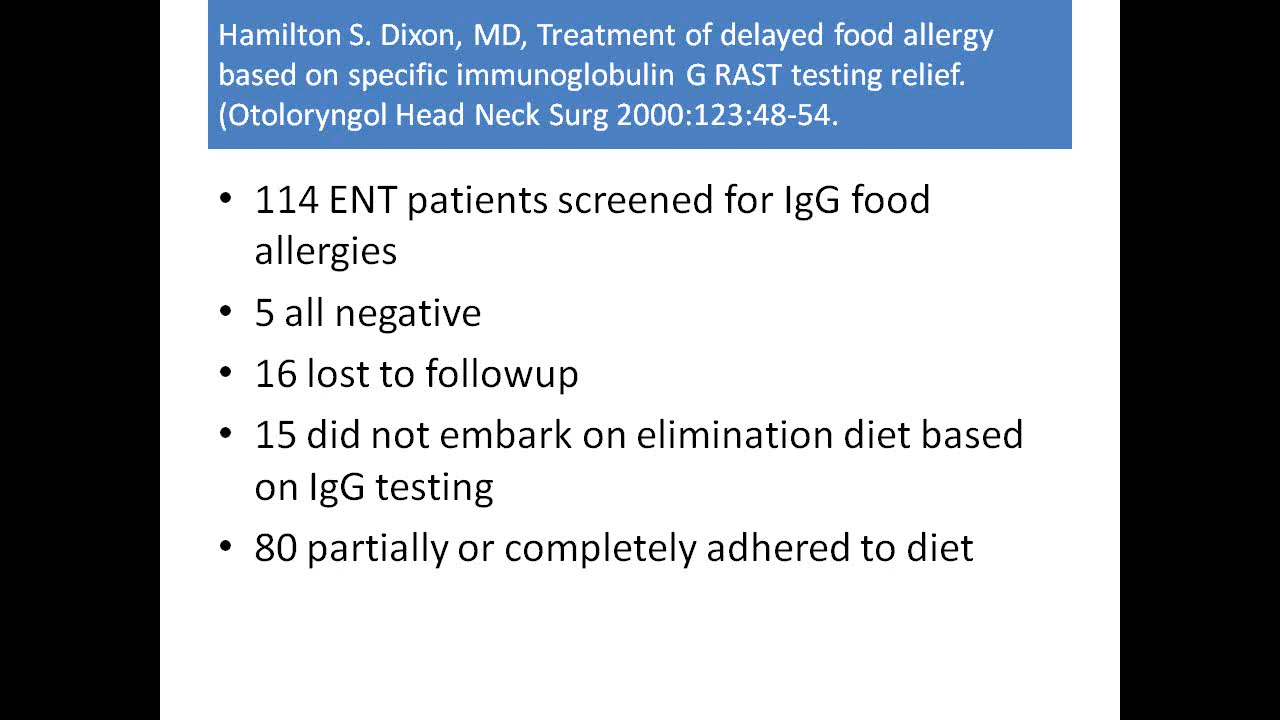 Hamilton S. Dixon, MD, Treatment of delayed food allergy
based on specific immunoglobulin G RAST testing relief.
(Otoloryngol Head Neck Surg 2000:123:48-54.
• 114 ENT patients screened for IgG food
allergies
• 5 all negative
• 16 lost to followup
• 15 did not embark on elimination diet based
on IgG testing
• 80 partially or completely adhered to diet